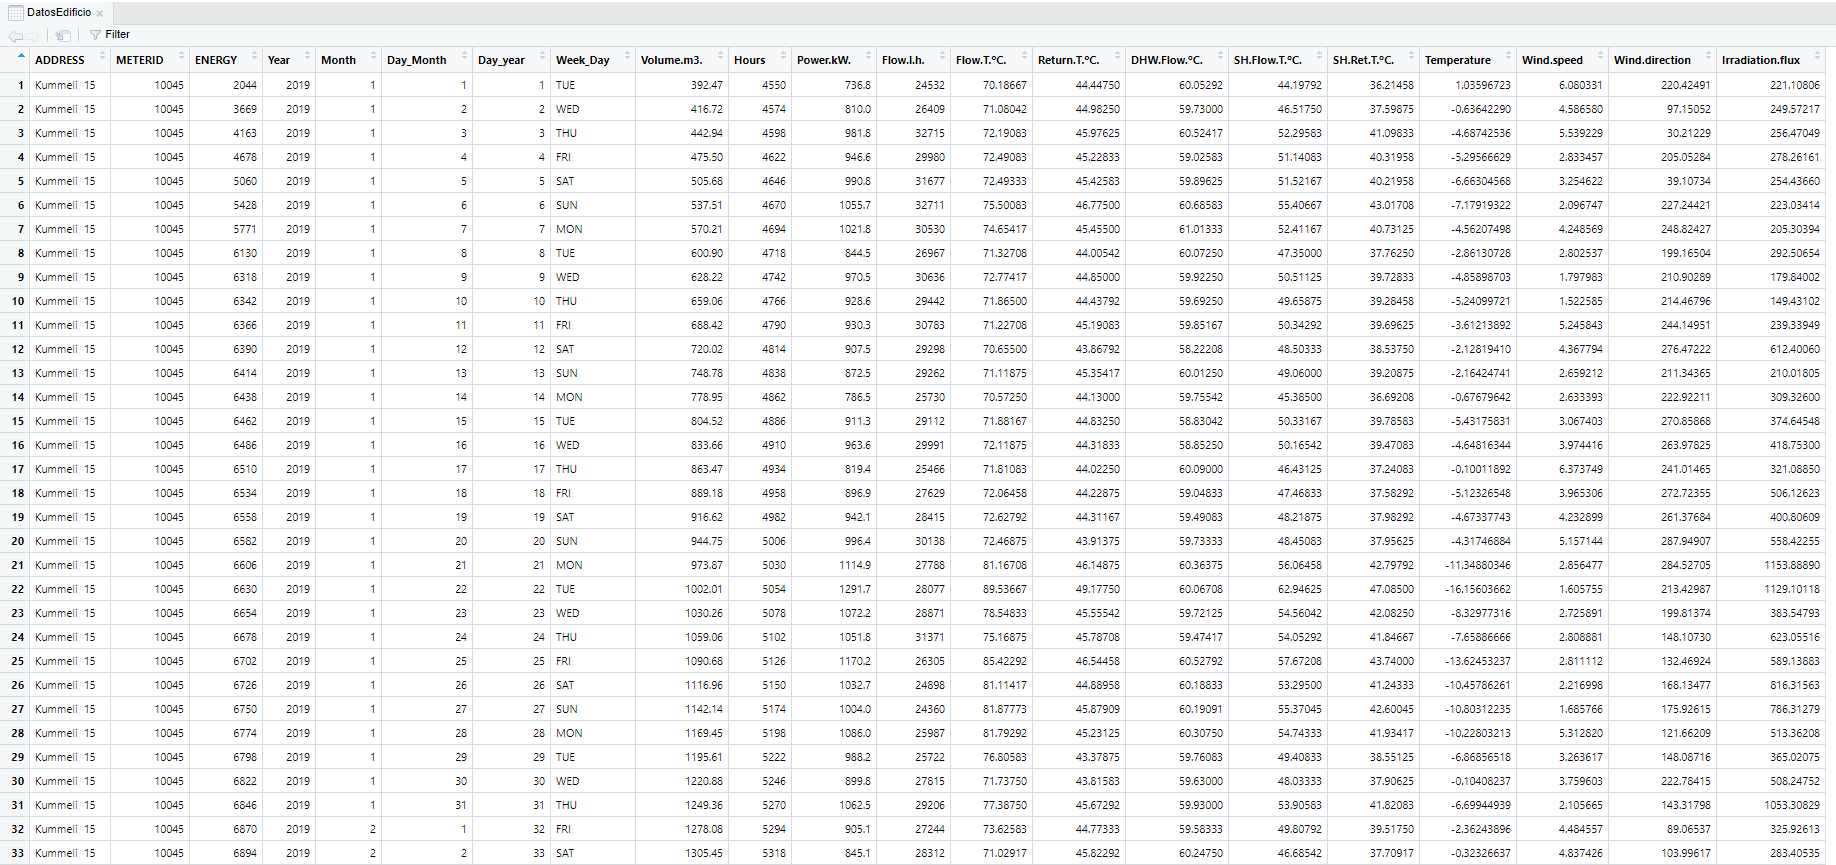 DatosEdificio
Filter
ADDRESS METERID ENERGY Year Month Day_Month Day_year Week_Day Volume.m3. Hours Power.kW. Flow.l.h. Flow.T.ºC. Return.T.ºC. DHW.Flow.ºC. SH.Flow.T.ºC. SH.Ret.T.ºC. Temperature Wind.speed Wind.direction Irradiation.flux
1 Kummeli 15 10045 2044 2019 1 1 1 TUE 392.47 4550 736.8 24532 70.18667 44.44750 60.05292 44.19792 36.21458 1.03596723 6.080331 220.42491 221.10806
2 Kummeli 15 10045 3669 2019 1 2 2 WED 416.72 4574 810.0 26409 71.08042 44.98250 59.73000 46.51750 37.59875 -0.63642290 4.586580 97.15052 249.57217
3 Kummeli 15 10045 4163 2019 1 3 3 THU 442.94 4598 981.8 32715 72.19083 45.97625 60.52417 52.29583 41.09833 -4.68742536 5.539229 30.21229 256.47049
4 Kummeli 15 10045 4678 2019 1 4 4 FRI 475.50 4622 946.6 29980 72.49083 45.22833 59.02583 51.14083 40.31958 -5.29566629 2.833457 205.05284 278.26161
5 Kummeli 15 10045 5060 2019 1 5 5 SAT 505.68 4646 990.8 31677 72.49333 45.42583 59.89625 51.52167 40.21958 -6.66304568 3.254622 39.10734 254.43660
6 Kummeli 15 10045 5428 2019 1 6 6 SUN 537.51 4670 1055.7 32711 75.50083 46.77500 60.68583 55.40667 43.01708 -7.17919322 2.096747 227.24421 223.03414
7 Kummeli 15 10045 5771 2019 1 7 7 MON 570.21 4694 1021.8 30530 74.65417 45.45500 61.01333 52.41167 40.73125 -4.56207498 4.248569 248.82427 205.30394
8 Kummeli 15 10045 6130 2019 1 8 8 TUE 600.90 4718 844.5 26967 71.32708 44.00542 60.07250 47.35000 37.76250 -2.86130728 2.802537 199.16504 292.50654
9 Kummeli 15 10045 6318 2019 1 9 9 WED 628.22 4742 970.5 30636 72.77417 44.85000 59.92250 50.51125 39.72833 -4.85898703 1.797983 210.90289 179.84002
10 Kummeli 15 10045 6342 2019 1 10 10 THU 659.06 4766 928.6 29442 71.86500 44.43792 59.69250 49.65875 39.28458 -5.24099721 1.522585 214.46796 149.43102
11 Kummeli 15 10045 6366 2019 1 11 11 FRI 688.42 4790 930.3 30783 71.22708 45.19083 59.85167 50.34292 39.69625 -3.61213892 5.245843 244.14951 239.33949
12 Kummeli 15 10045 6390 2019 1 12 12 SAT 720.02 4814 907.5 29298 70.65500 43.86792 58.22208 48.50333 38.53750 -2.12819410 4.367794 276.47222 612.40060
13 Kummeli 15 10045 6414 2019 1 13 13 SUN 748.78 4838 872.5 29262 71.11875 45.35417 60.01250 49.06000 39.20875 -2.16424741 2.659212 211.34365 210.01805
14 Kummeli 15 10045 6438 2019 1 14 14 MON 778.95 4862 786.5 25730 70.57250 44.13000 59.75542 45.38500 36.69208 -0.67679642 2.633393 222.92211 309.32600
15 Kummeli 15 10045 6462 2019 1 15 15 TUE 804.52 4886 911.3 29112 71.88167 44.83250 58.83042 50.33167 39.78583 -5.43175831 3.067403 270.85868 374.64548
16 Kummeli 15 10045 6486 2019 1 16 16 WED 833.66 4910 963.6 29991 72.11875 44.31833 58.85250 50.16542 39.47083 -4.64816344 3.974416 263.97825 418.75300
17 Kummeli 15 10045 6510 2019 1 17 17 THU 863.47 4934 819.4 25466 71.81083 44.02250 60.09000 46.43125 37.24083 -0.10011892 6.373749 241.01465 321.08850
18 Kummeli 15 10045 6534 2019 1 18 18 FRI 889.18 4958 896.9 27629 72.06458 44.22875 59.04833 47.46833 37.58292 -5.12326548 3.965306 272.72355 506.12623
19 Kummeli 15 10045 6558 2019 1 19 19 SAT 916.62 4982 942.1 28415 72.62792 44.31167 59.49083 48.21875 37.98292 -4.67337743 4.232899 261.37684 400.80609
20 Kummeli 15 10045 6582 2019 1 20 20 SUN 944.75 5006 996.4 30138 72.46875 43.91375 59.73333 48.45083 37.95625 -4.31746884 5.157144 287.94907 558.42255
21 Kummeli 15 10045 6606 2019 1 21 21 MON 973.87 5030 1114.9 27788 81.16708 46.14875 60.36375 56.06458 42.79792 -11.34880346 2.856477 284.52705 1153.88890
22 Kummeli 15 10045 6630 2019 1 22 22 TUE 1002.01 5054 1291.7 28077 89.53667 49.17750 60.06708 62.94625 47.08500 -16.15603662 1.605755 213.42987 1129.10118
23 Kummeli 15 10045 6654 2019 1 23 23 WED 1030.26 5078 1072.2 28871 78.54833 45.55542 59.72125 54.56042 42.08250 -8.32977316 2.725891 199.81374 383.54793
24 Kummeli 15 10045 6678 2019 1 24 24 THU 1059.06 5102 1051.8 31371 75.16875 45.78708 59.47417 54.05292 41.84667 -7.65886666 2.808881 148.10730 623.05516
25 Kummeli 15 10045 6702 2019 1 25 25 FRI 1090.68 5126 1170.2 26305 85.42292 46.54458 60.52792 57.67208 43.74000 -13.62453237 2.811112 132.46924 589.13883
26 Kummeli 15 10045 6726 2019 1 26 26 SAT 1116.96 5150 1032.7 24898 81.11417 44.88958 60.18833 53.29500 41.24333 -10.45786261 2.216998 168.13477 816.31563
27 Kummeli 15 10045 6750 2019 1 27 27 SUN 1142.14 5174 1004.0 24360 81.87773 45.87909 60.19091 55.37045 42.60045 -10.80312235 1.685766 175.92615 786.31279
28 Kummeli 15 10045 6774 2019 1 28 28 MON 1169.45 5198 1086.0 25987 81.79292 45.23125 60.30750 54.74333 41.93417 -10.22803213 5.312820 121.66209 513.36208
29 Kummeli 15 10045 6798 2019 1 29 29 TUE 1195.61 5222 988.2 25722 76.80583 43.37875 59.76083 49.40833 38.55125 -6.86856518 3.263617 148.08716 365.02075
30 Kummeli 15 10045 6822 2019 1 30 30 WED 1220.88 5246 899.8 27815 71.73750 43.81583 59.63000 48.03333 37.90625 -0.10408237 3.759603 222.78415 508.24752
31 Kummeli 15 10045 6846 2019 1 31 31 THU 1249.36 5270 1062.5 29206 77.38750 45.67292 59.93000 53.90583 41.82083 -6.69944939 2.105665 143.31798 1053.30829
32 Kummeli 15 10045 6870 2019 2 1 32 FRI 1278.08 5294 905.1 27244 73.62583 44.77333 59.58333 49.80792 39.51750 -2.36243896 4.484557 89.06537 325.92613
33 Kummeli 15 10045 6894 2019 2 2 33 SAT 1305.45 5318 845.1 28312 71.02917 45.82292 60.24750 46.68542 37.70917 -0.32326637 4.837426 103.99617 283.40535